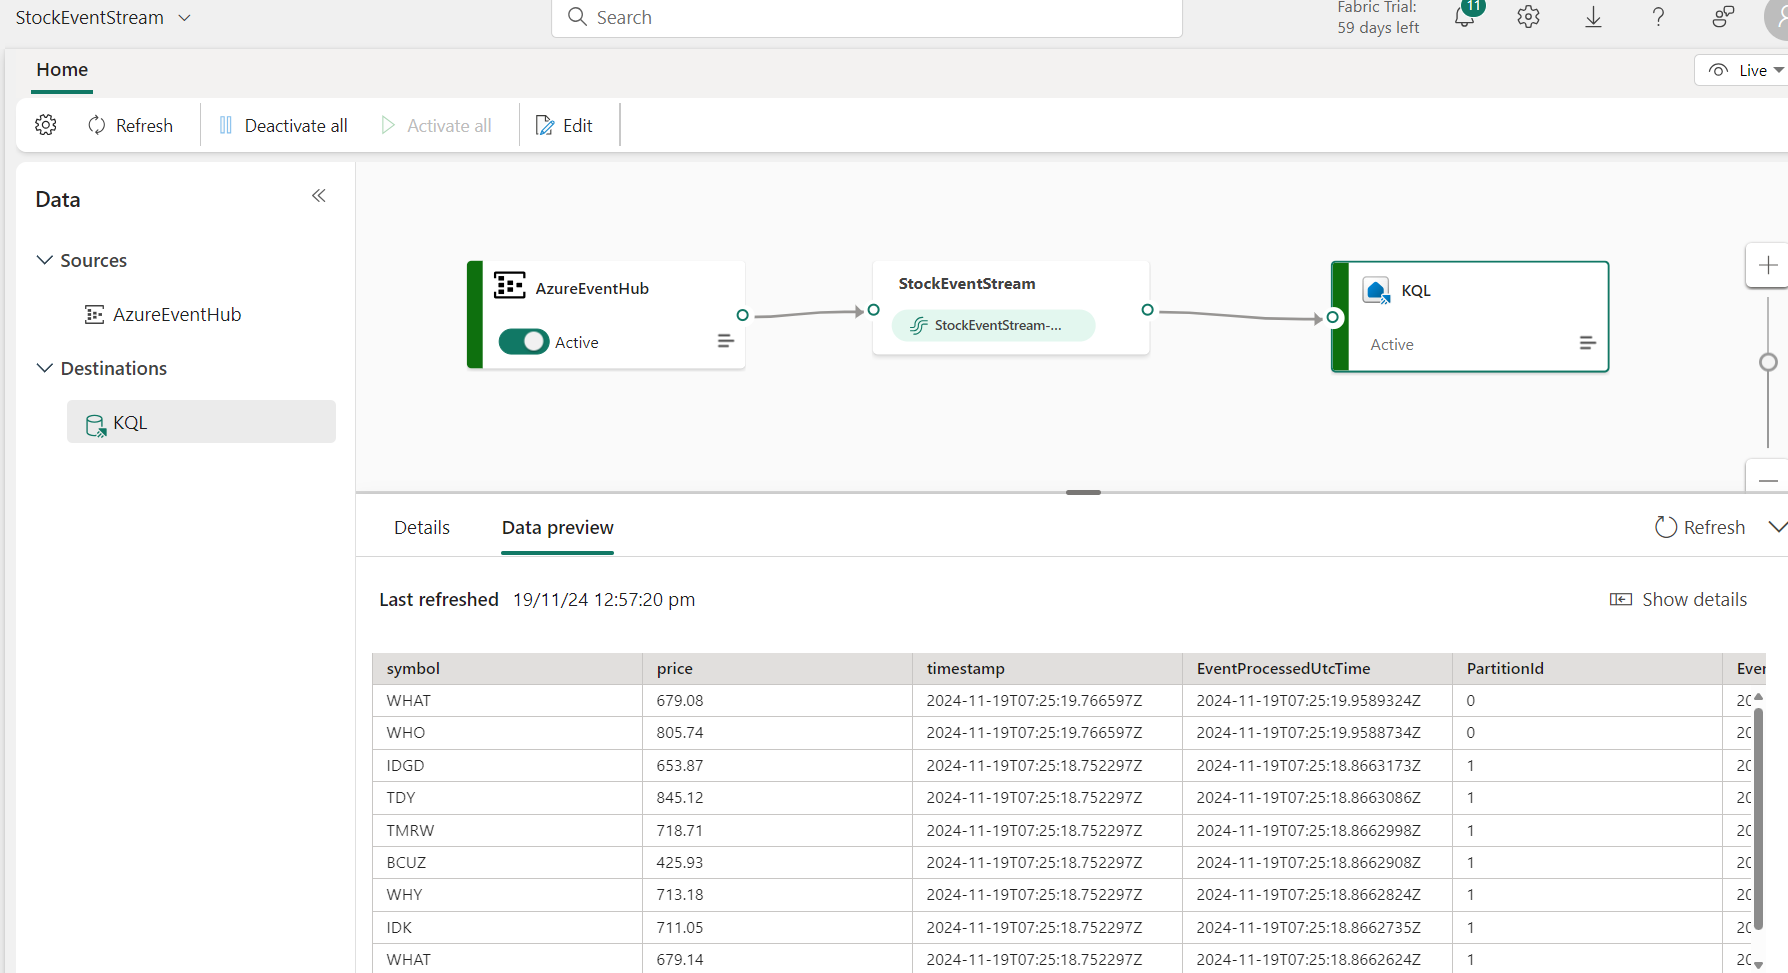 StockEventStream
Search
Fabric Trial:
59 days left
11
Home
Live
Refresh
Deactivate all
Activate all
Edit
Data
Sources
AzureEventHub
Destinations
KQL
AzureEventHub
Active
StockEventStream
StockEventStream-...
KQL
Active
Details
Data preview
Refresh
Last refreshed 19/11/24 12:57:20 pm
Show details
symbol price timestamp EventProcessedUtcTime PartitionId
WHAT 679.08 2024-11-19T07:25:19.766597Z 2024-11-19T07:25:19.9589324Z 0 20
WHO 805.74 2024-11-19T07:25:19.766597Z 2024-11-19T07:25:19.9588734Z 0 20
IDGD 653.87 2024-11-19T07:25:18.752297Z 2024-11-19T07:25:18.8663173Z 1 20
TDY 845.12 2024-11-19T07:25:18.752297Z 2024-11-19T07:25:18.8663086Z 1 20
TMRW 718.71 2024-11-19T07:25:18.752297Z 2024-11-19T07:25:18.8662998Z 1 20
BCUZ 425.93 2024-11-19T07:25:18.752297Z 2024-11-19T07:25:18.8662908Z 1 20
WHY 713.18 2024-11-19T07:25:18.752297Z 2024-11-19T07:25:18.8662824Z 1 20
IDK 711.05 2024-11-19T07:25:18.752297Z 2024-11-19T07:25:18.8662735Z 1 20
WHAT 679.14 2024-11-19T07:25:18.752297Z 2024-11-19T07:25:18.8662624Z 1 20